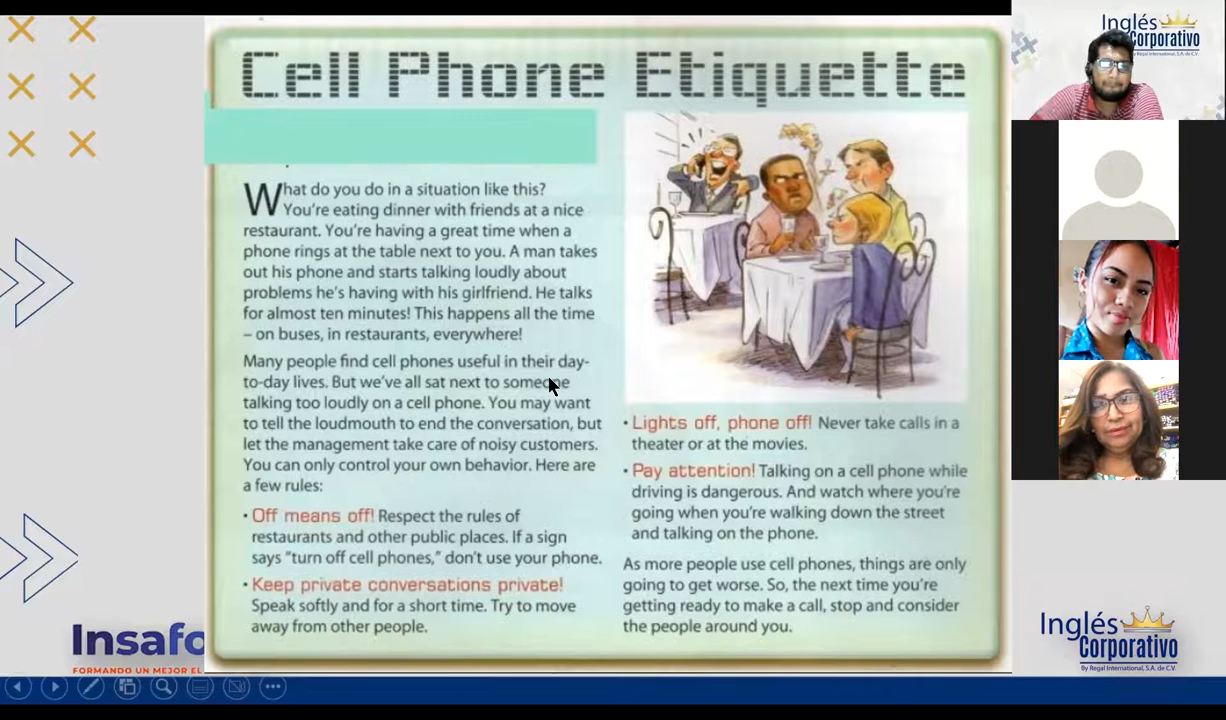 Cell Phone Etiquette
What do you do in a situation like this?
You're eating dinner with friends at a nice
restaurant. You're having a great time when a
phone rings at the table next to you. A man takes
out his phone and starts talking loudly about
problems he's having with his girlfriend. He talks
for almost ten minutes! This happens all the time
– on buses, in restaurants, everywhere!
Many people find cell phones useful in their day-
to-day lives. But we've all sat next to someone
talking too loudly on a cell phone. You may want
to tell the loudmouth to end the conversation, but
let the management take care of noisy customers.
You can only control your own behavior. Here are
a few rules:
• Off means off! Respect the rules of
restaurants and other public places. If a sign
says "turn off cell phones," don't use your phone.
• Keep private conversations private!
Speak softly and for a short time. Try to move
away from other people.
• Lights off, phone off! Never take calls in a
theater or at the movies.
• Pay attention! Talking on a cell phone while
driving is dangerous. And watch where you're
going when you're walking down the street
and talking on the phone.
As more people use cell phones, things are only
going to get worse. So, the next time you're
getting ready to make a call, stop and consider
the people around you.
Insafo
FORMANDO UN MEJOR EL
Inglés
Corporativo
By Regal International, S.A. de C.V.
Inglés
Corporativo
By Regal International, S.A. de C.V.